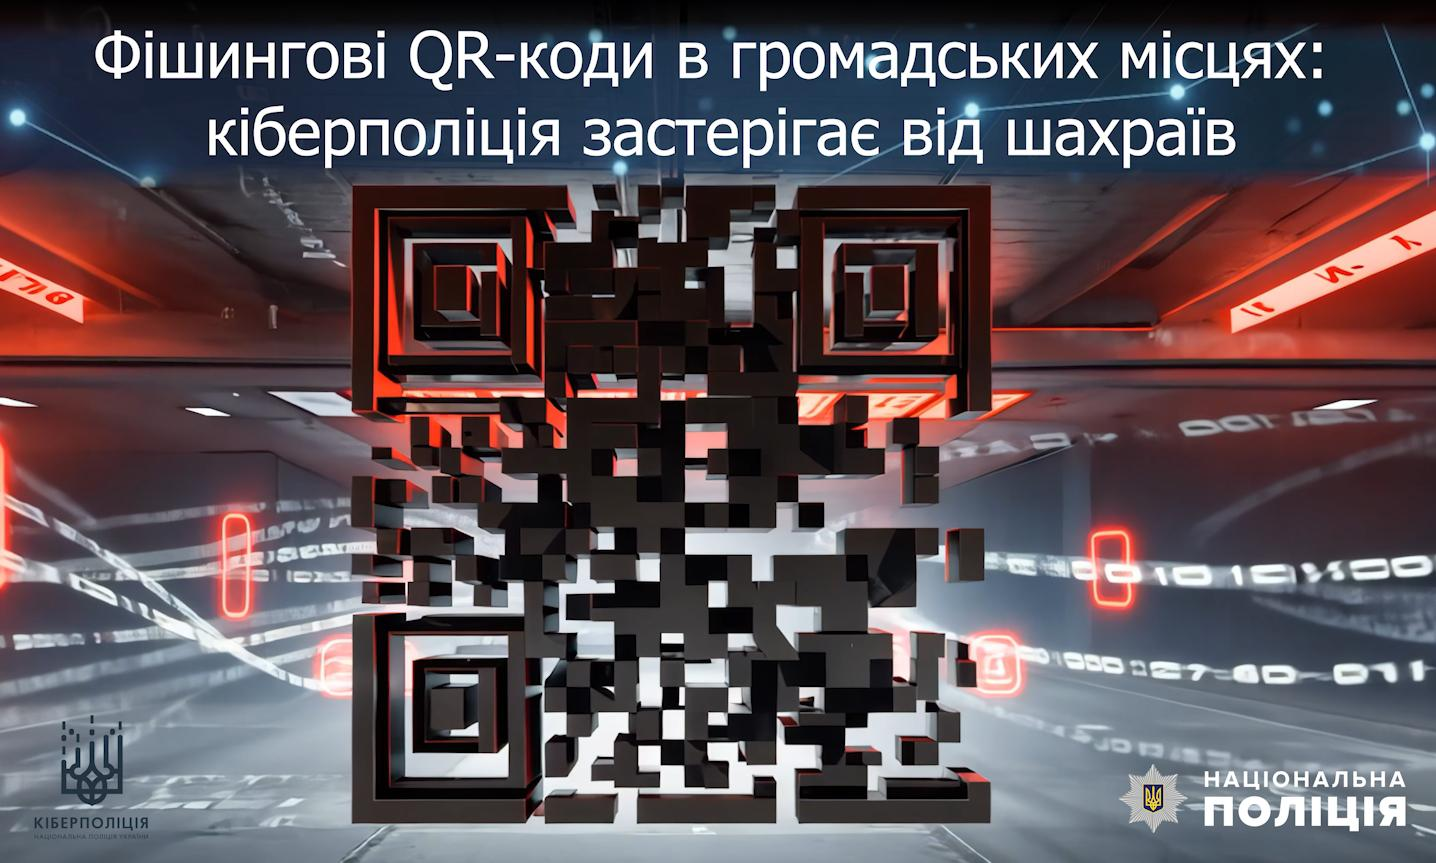 Фішингові QR-коди в громадських місцях:
кіберполіція застерігає від шахраїв
КІБЕРПОЛІЦІЯ
НАЦІОНАЛЬНА ПОЛІЦІЯ УКРАЇНИ
НАЦІОНАЛЬНА
ПОЛІЦІЯ